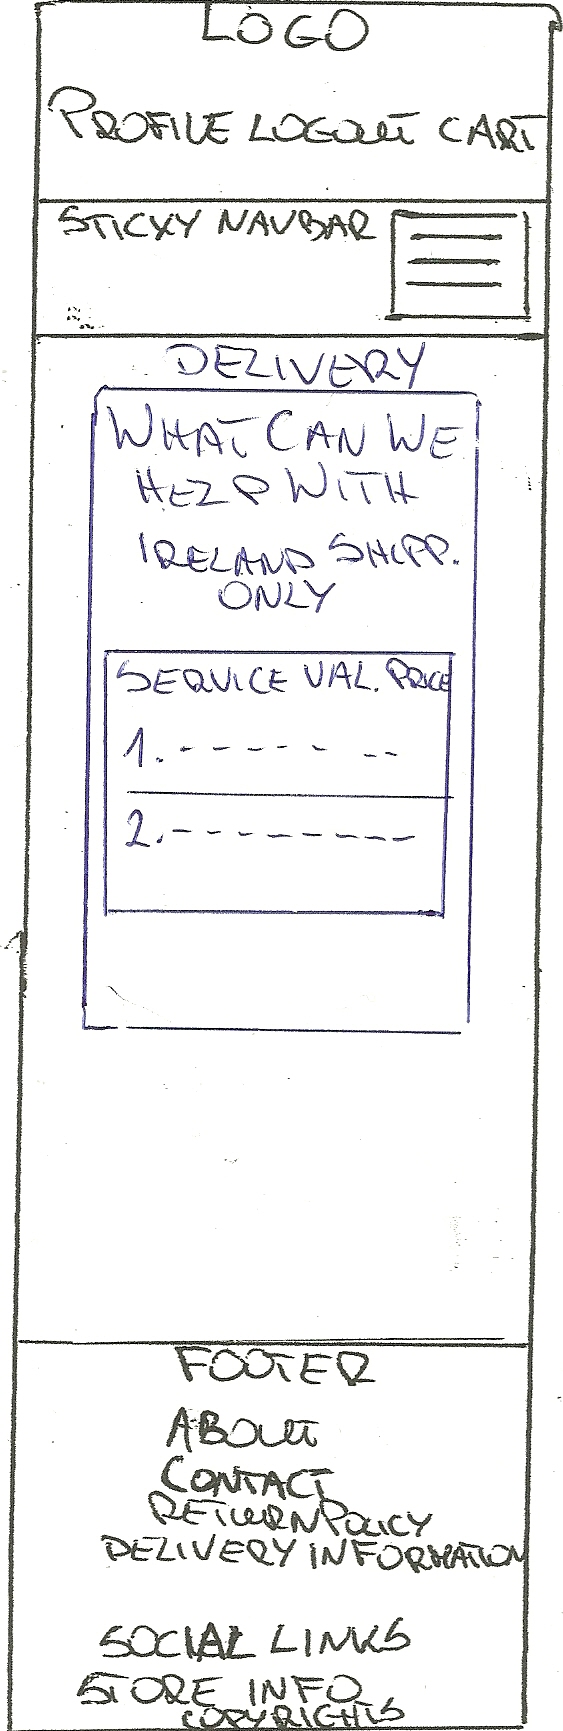 LOGO
PROFILE LOGOUT CART
STICKY NAVBAR
DELIVERY
WHAT CAN WE
HELP WITH
IRELAND SHIPP.
ONLY
SERVICE VAL. PRICE
1.
2.
FOOTER
ABOUT
CONTACT
RETURN POLICY
DELIVERY INFORMATION
SOCIAL LINKS
STORE INFO
COPYRIGHTS